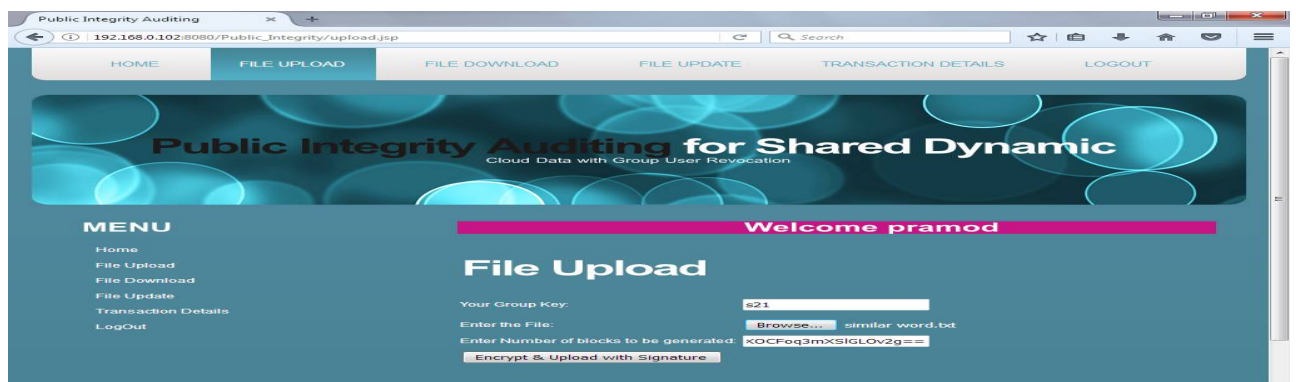 Public Integrity Auditing
192.168.0.102:8080/Public_Integrity/upload.jsp
Search
HOME FILE UPLOAD FILE DOWNLOAD FILE UPDATE TRANSACTION DETAILS LOGOUT
Public Integrity Auditing for Shared Dynamic
Cloud Data with Group User Revocation
MENU
Home
File Upload
File Download
File Update
Transaction Details
LogOut
Welcome pramod
File Upload
Your Group Key: s21
Enter the File: Browse... similar word.txt
Enter Number of blocks to be generated: XOCFoq3mXSlGLOv2g==
Encrypt & Upload with Signature